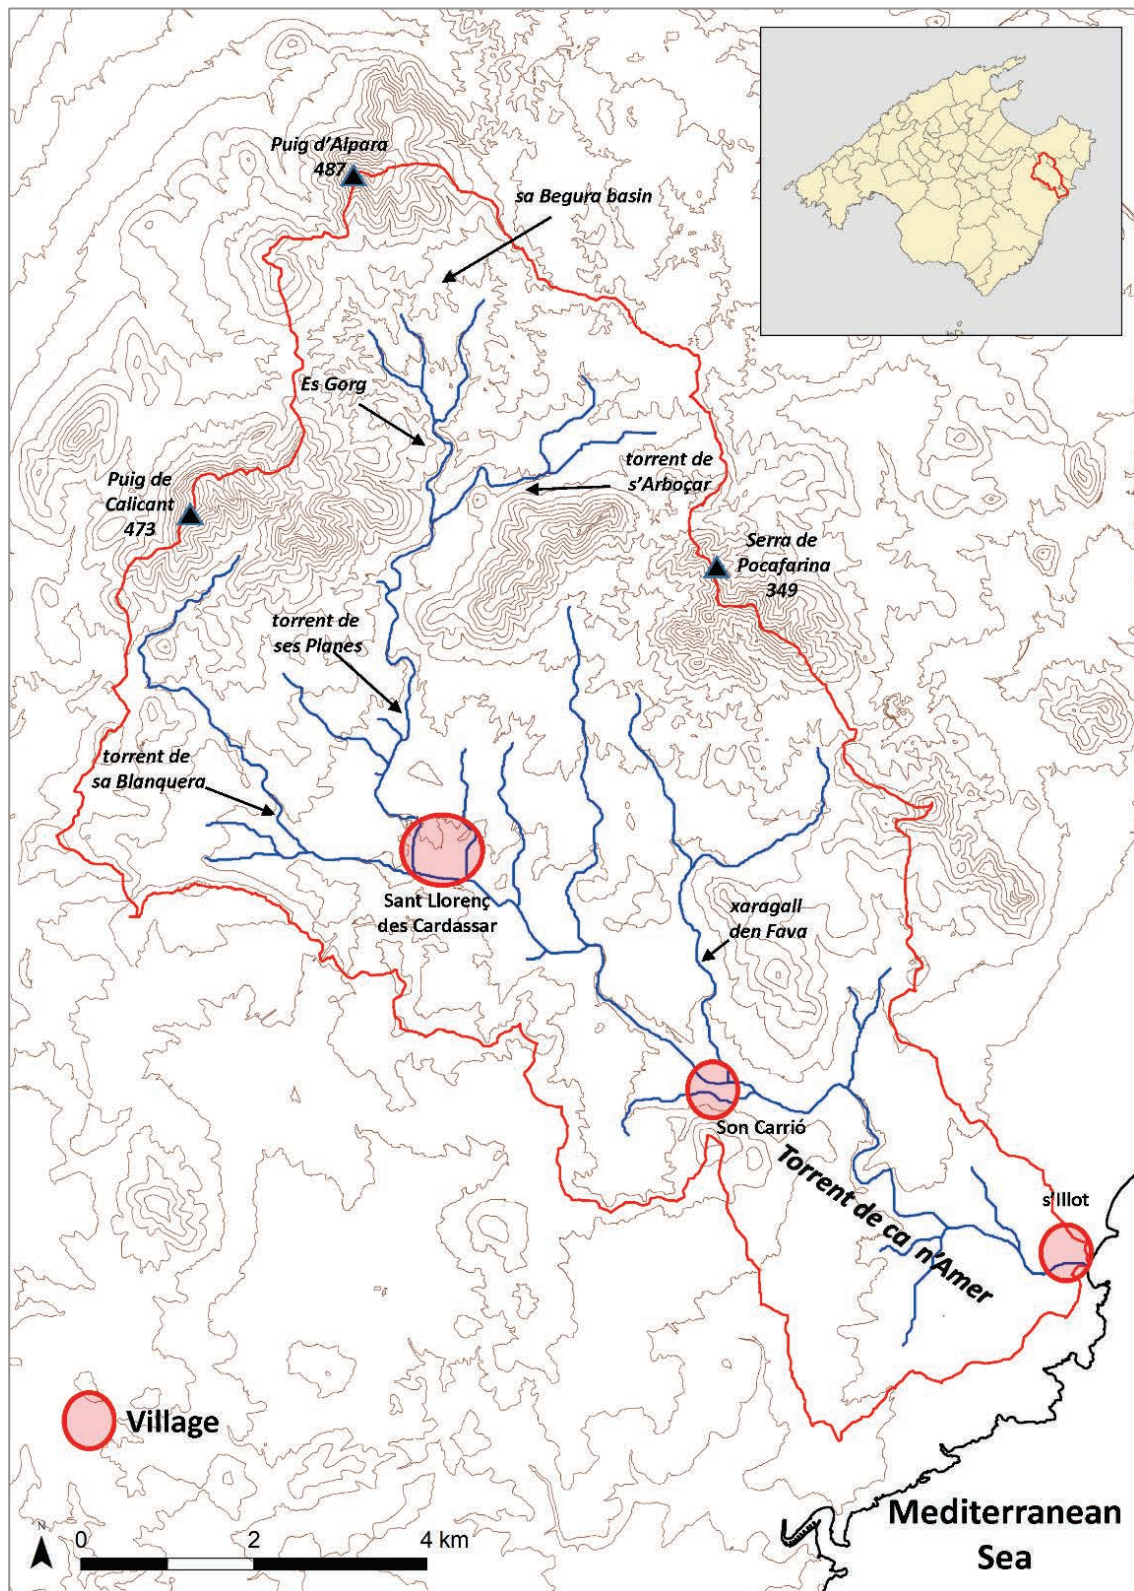 Puig d'Alpara
487
sa Begura basin
Es Gorg
Puig de
Calicant
473
torrent de
s'Arboçar
Serra de
Pocafarina
349
torrent de
ses Planes
torrent de
sa Blanquera
Sant Llorenç
des Cardassar
xaragall
den Fava
Son Carrió
Torrent de ca n'Amer
s'Illot
Village
N
0 2 4 km
Mediterranean
Sea